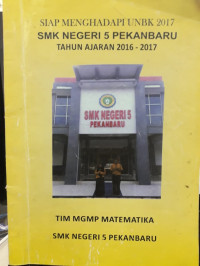 SIAP MENGHADAPI UNBK 2017
SMK NEGERI 5 PEKANBARU
TAHUN AJARAN 2016 - 2017
SMK NEGERI 5
PEKANBARU
TIM MGMP MATEMATIKA
SMK NEGERI 5 PEKANBARU